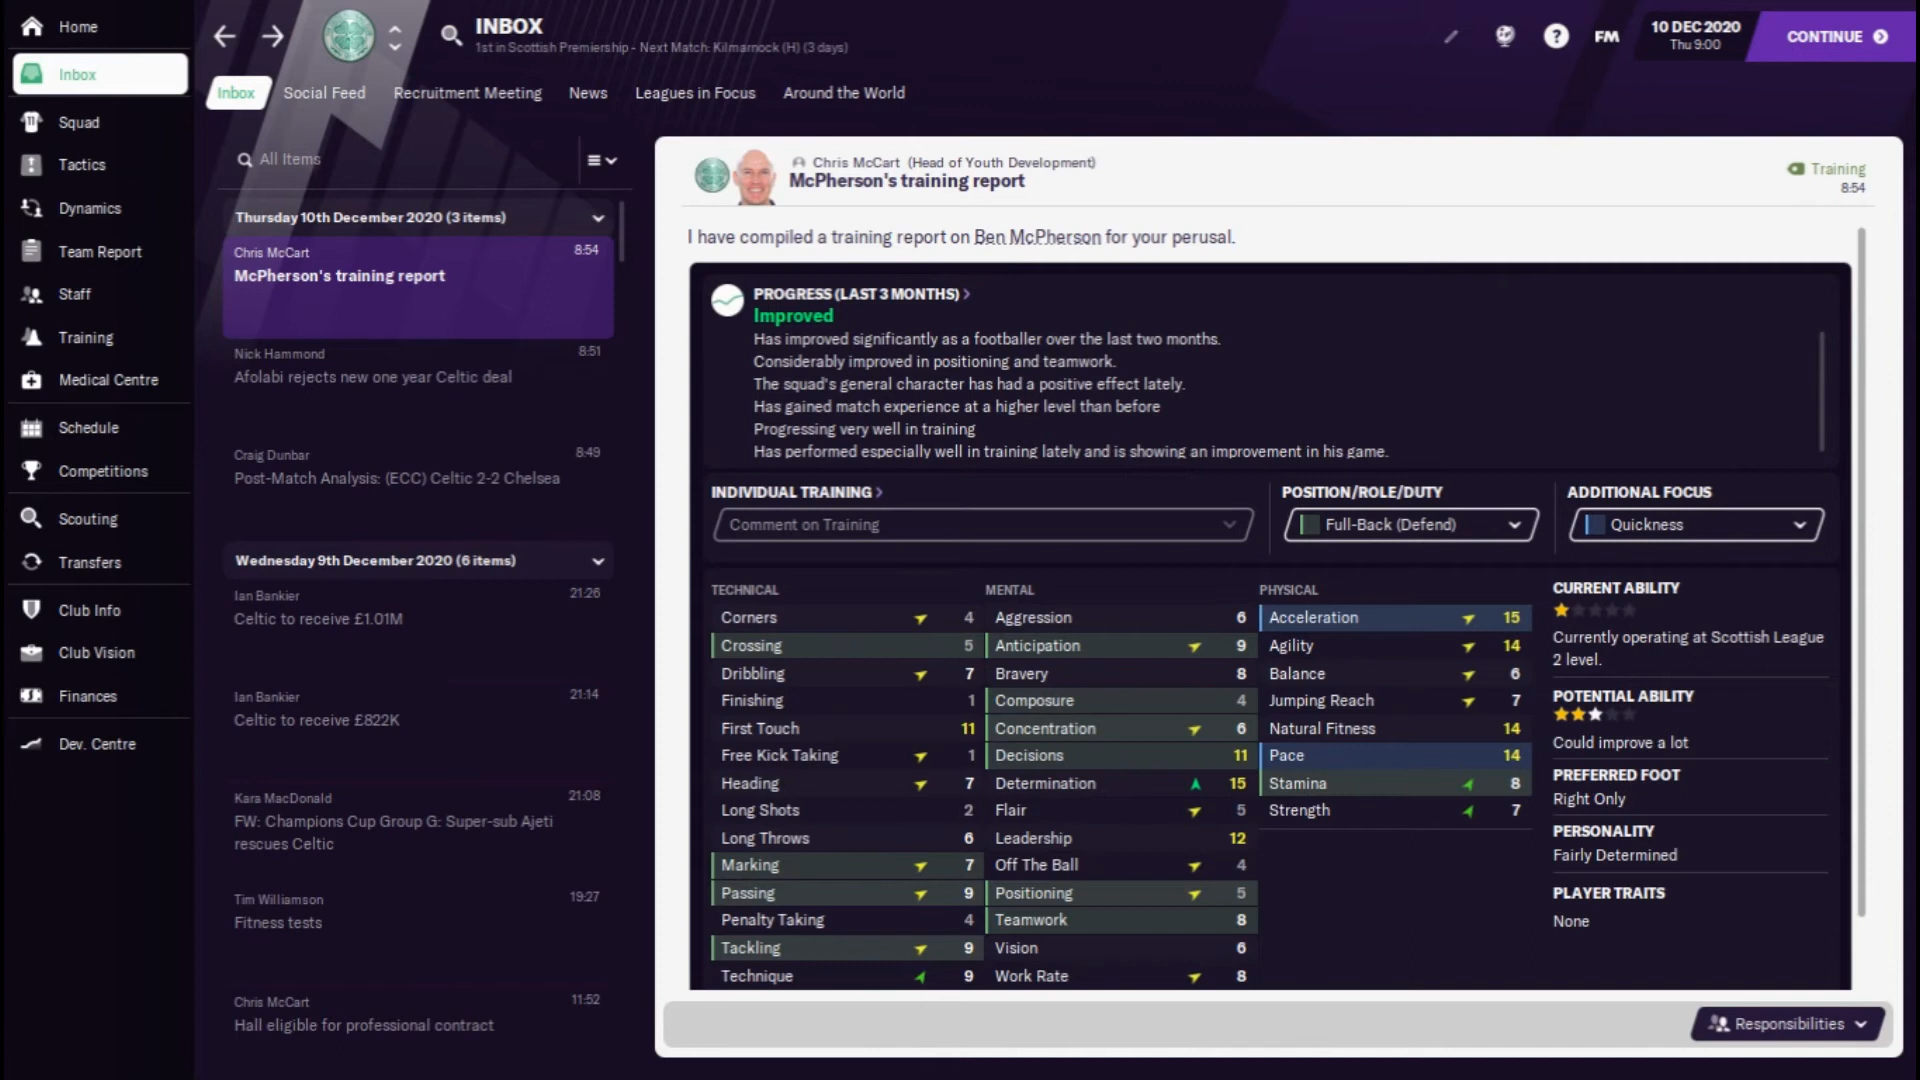 Home
Inbox
Squad
Tactics
Dynamics
Team Report
Staff
Training
Medical Centre
Schedule
Competitions
Scouting
Transfers
Club Info
Club Vision
Finances
Dev. Centre
INBOX
1st in Scottish Premiership - Next Match: Kilmarnock (H) (3 days)
FM
10 DEC 2020
Thu 9:00
CONTINUE
Inbox Social Feed Recruitment Meeting News Leagues in Focus Around the World
All Items
Thursday 10th December 2020 (3 items)
Chris McCart 8:54
McPherson's training report
Nick Hammond 8:51
Afolabi rejects new one year Celtic deal
Craig Dunbar 8:49
Post-Match Analysis: (ECC) Celtic 2-2 Chelsea
Wednesday 9th December 2020 (6 items)
Ian Bankier 21:26
Celtic to receive £1.01M
Ian Bankier 21:14
Celtic to receive £822K
Kara MacDonald 21:08
FW: Champions Cup Group G: Super-sub Ajeti
rescues Celtic
Tim Williamson 19:27
Fitness tests
Chris McCart 11:52
Hall eligible for professional contract
Chris McCart (Head of Youth Development)
McPherson's training report
Training
8:54
I have compiled a training report on Ben McPherson for your perusal.
PROGRESS (LAST 3 MONTHS)
Improved
Has improved significantly as a footballer over the last two months.
Considerably improved in positioning and teamwork.
The squad's general character has had a positive effect lately.
Has gained match experience at a higher level than before
Progressing very well in training
Has performed especially well in training lately and is showing an improvement in his game.
INDIVIDUAL TRAINING
Comment on Training
POSITION/ROLE/DUTY
Full-Back (Defend)
ADDITIONAL FOCUS
Quickness
TECHNICAL
Corners 4
Crossing 5
Dribbling 7
Finishing 1
First Touch 11
Free Kick Taking 1
Heading 7
Long Shots 2
Long Throws 6
Marking 7
Passing 9
Penalty Taking 4
Tackling 9
Technique 9
MENTAL
Aggression 6
Anticipation 9
Bravery 8
Composure 4
Concentration 6
Decisions 11
Determination 15
Flair 5
Leadership 12
Off The Ball 4
Positioning 5
Teamwork 8
Vision 6
Work Rate 8
PHYSICAL
Acceleration 15
Agility 14
Balance 6
Jumping Reach 7
Natural Fitness 14
Pace 14
Stamina 8
Strength 7
CURRENT ABILITY
Currently operating at Scottish League
2 level.
POTENTIAL ABILITY
Could improve a lot
PREFERRED FOOT
Right Only
PERSONALITY
Fairly Determined
PLAYER TRAITS
None
Responsibilities